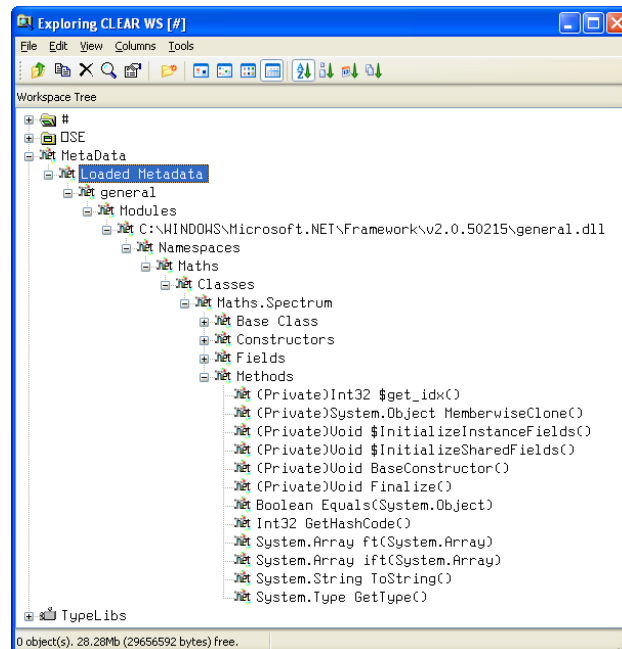 Exploring CLEAR WS [#]
File Edit View Columns Tools
Workspace Tree
#
⎕SE
MetaData
Loaded Metadata
general
Modules
C:\WINDOWS\Microsoft.NET\Framework\v2.0.50215\general.dll
Namespaces
Maths
Classes
Maths.Spectrum
Base Class
Constructors
Fields
Methods
(Private)Int32 $get_idx()
(Private)System.Object MemberwiseClone()
(Private)Void $InitializeInstanceFields()
(Private)Void $InitializeSharedFields()
(Private)Void BaseConstructor()
(Private)Void Finalize()
Boolean Equals(System.Object)
Int32 GetHashCode()
System.Array ft(System.Array)
System.Array ift(System.Array)
System.String ToString()
System.Type GetType()
TypeLibs
0 object(s). 28.28Mb (29656592 bytes) free.